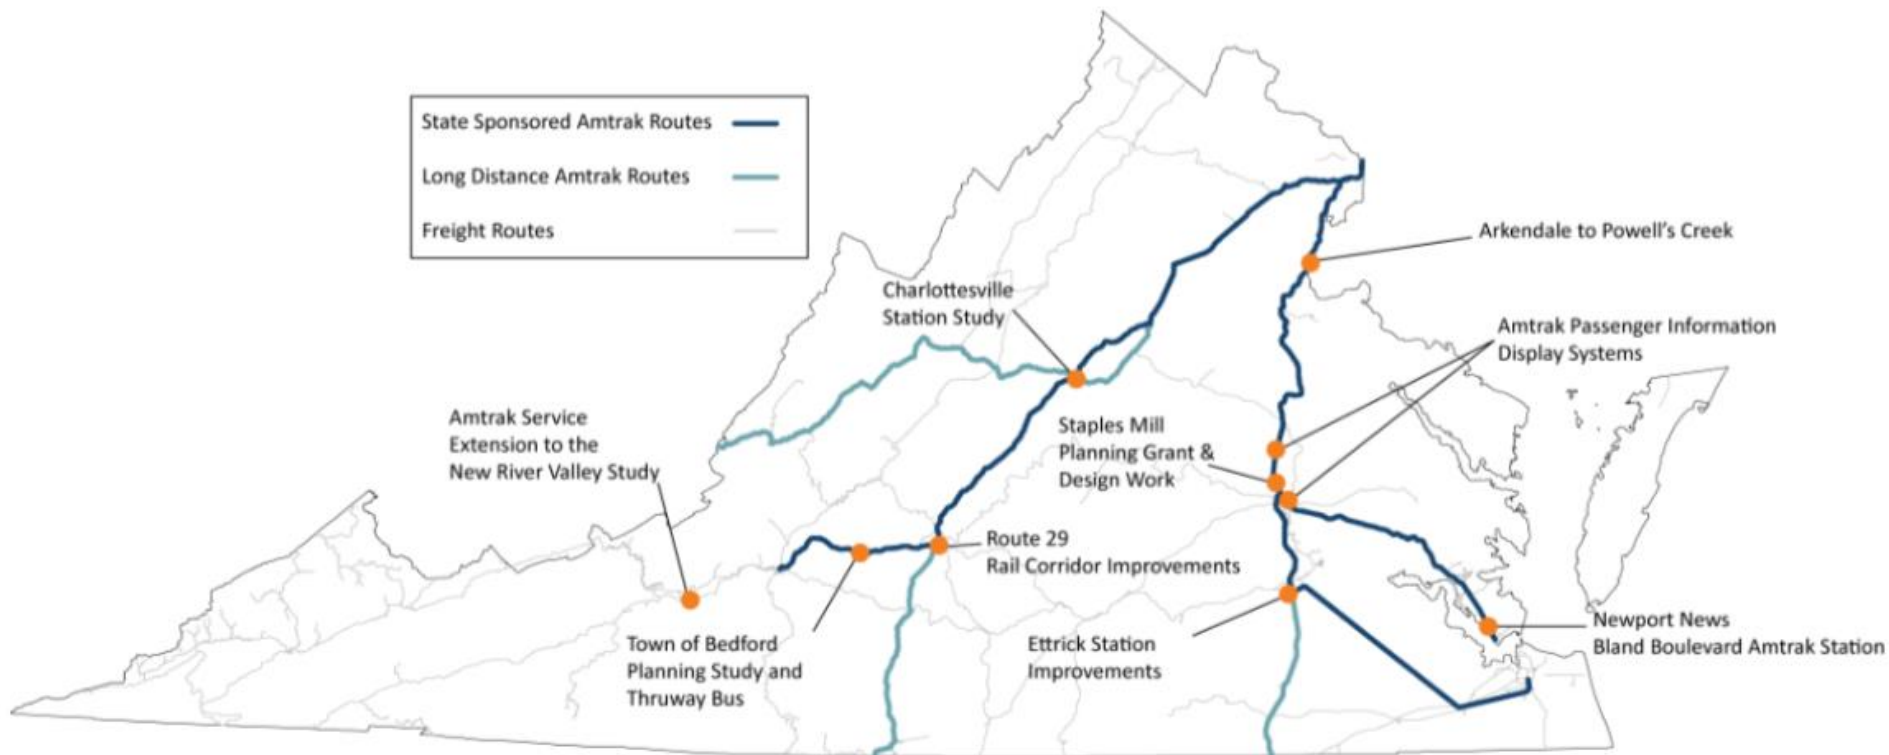 State Sponsored Amtrak Routes
Long Distance Amtrak Routes
Freight Routes
Arkendale to Powell’s Creek
Charlottesville
Station Study
Amtrak Passenger Information
Display Systems
Amtrak Service
Extension to the
New River Valley Study
Staples Mill
Planning Grant &
Design Work
Route 29
Rail Corridor Improvements
Town of Bedford
Planning Study and
Thruway Bus
Ettrick Station
Improvements
Newport News
Bland Boulevard Amtrak Station